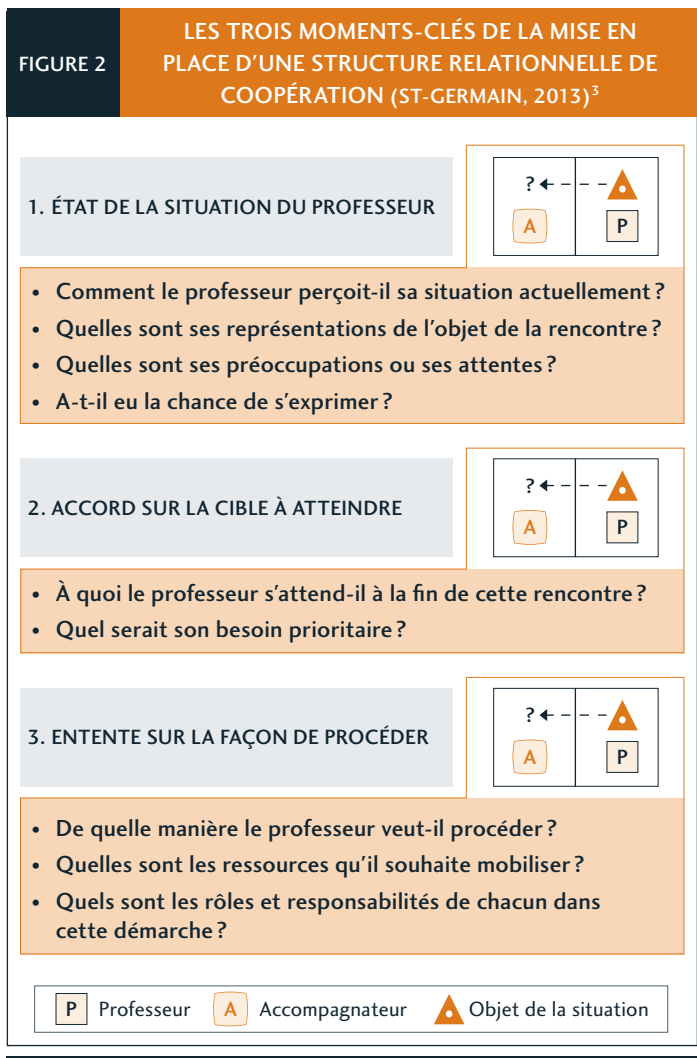 FIGURE 2
LES TROIS MOMENTS-CLÉS DE LA MISE EN
PLACE D'UNE STRUCTURE RELATIONNELLE DE
COOPÉRATION (ST-GERMAIN, 2013)³
1. ÉTAT DE LA SITUATION DU PROFESSEUR
?
A
P
• Comment le professeur perçoit-il sa situation actuellement ?
• Quelles sont ses représentations de l'objet de la rencontre ?
• Quelles sont ses préoccupations ou ses attentes ?
• A-t-il eu la chance de s'exprimer ?
2. ACCORD SUR LA CIBLE À ATTEINDRE
?
A
P
• À quoi le professeur s'attend-il à la fin de cette rencontre ?
• Quel serait son besoin prioritaire ?
3. ENTENTE SUR LA FAÇON DE PROCÉDER
?
A
P
• De quelle manière le professeur veut-il procéder ?
• Quelles sont les ressources qu'il souhaite mobiliser ?
• Quels sont les rôles et responsabilités de chacun dans
cette démarche ?
P Professeur A Accompagnateur Objet de la situation